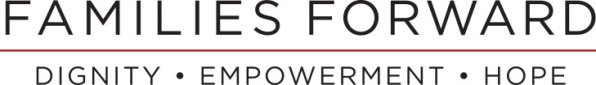 FAMILIES FORWARD
DIGNITY • EMPOWERMENT • HOPE